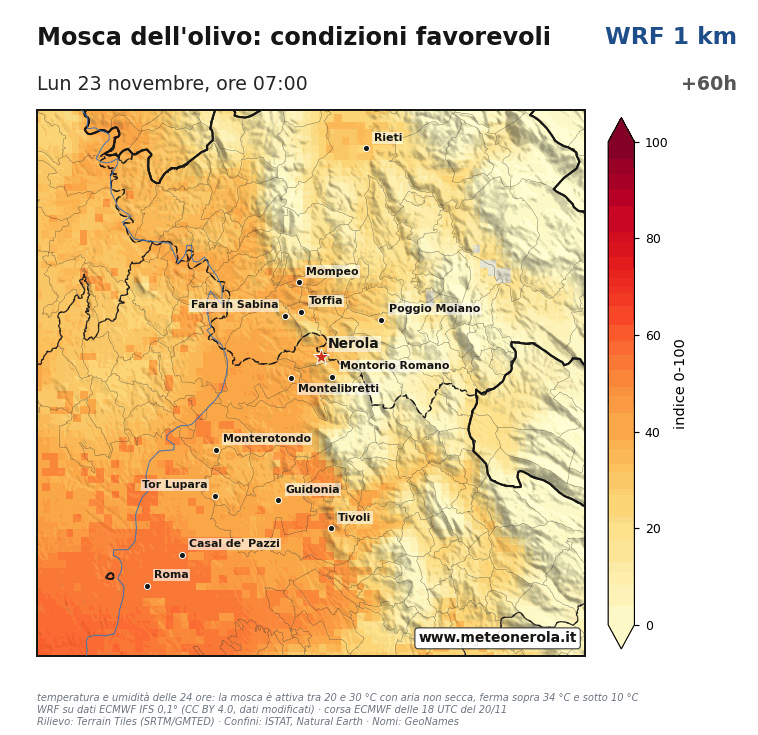 Mosca dell'olivo: condizioni favorevoli
WRF 1 km
Lun 23 novembre, ore 07:00
+60h
Rieti
Mompeo
Fara in Sabina
Toffia
Poggio Moiano
Nerola
Montorio Romano
Montelibretti
Monterotondo
Tor Lupara
Guidonia
Tivoli
Casal de' Pazzi
Roma
www.meteonerola.it
100
80
60
40
20
0
indice 0-100
temperatura e umidità delle 24 ore: la mosca è attiva tra 20 e 30 °C con aria non secca, ferma sopra 34 °C e sotto 10 °C
WRF su dati ECMWF IFS 0,1° (CC BY 4.0, dati modificati) · corsa ECMWF delle 18 UTC del 20/11
Rilievo: Terrain Tiles (SRTM/GMTED) · Confini: ISTAT, Natural Earth · Nomi: GeoNames